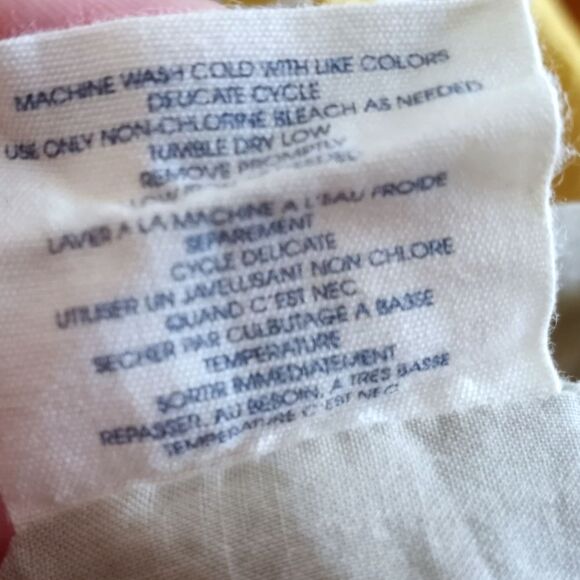 MACHINE WASH COLD WITH LIKE COLORS
DELICATE CYCLE
USE ONLY NON-CHLORINE BLEACH AS NEEDED
TUMBLE DRY LOW
REMOVE PROMPTLY
LOW
LAVER A LA MACHINE A L'EAU FROIDE
SEPAREMENT
CYCLE DELICATE
UTILISER UN JAVELLISANT NON CHLORE
QUAND C'EST NEC
SECHER PAR CULBUTAGE A BASSE
TEMPERATURE
SORTIR IMMEDIATEMENT
REPASSER, AU BESOIN, A TRES BASSE
TEMPERATURE C'EST NEC